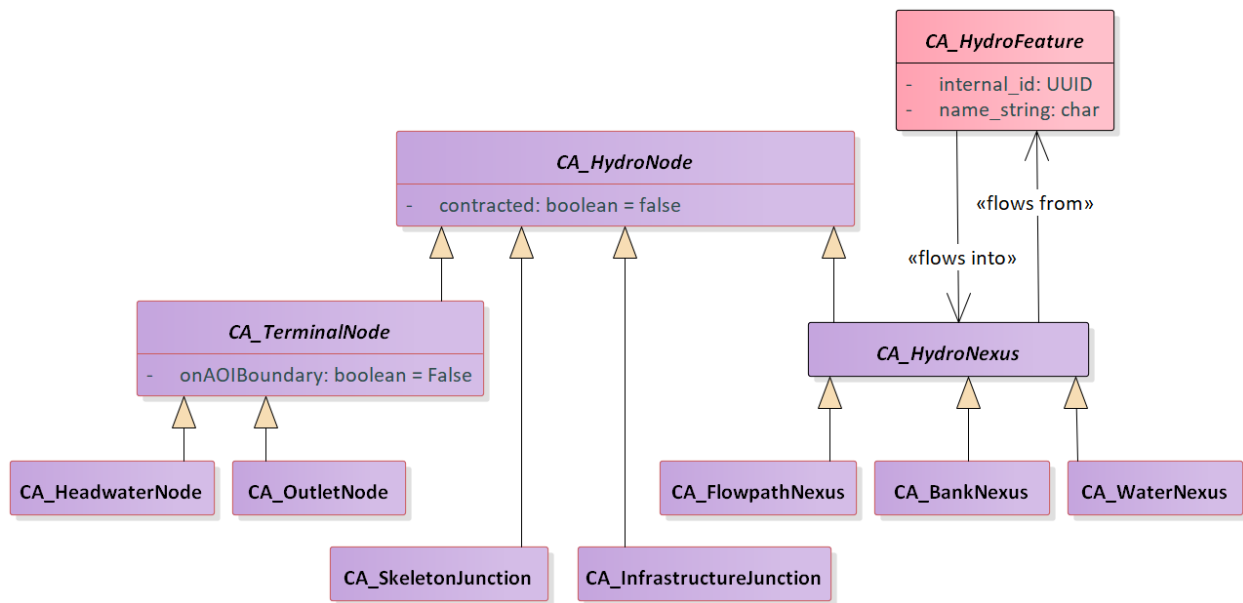 CA_HydroFeature
- internal_id: UUID
- name_string: char
CA_HydroNode
- contracted: boolean = false
«flows from»
«flows into»
CA_TerminalNode
- onAOIBoundary: boolean = False
CA_HydroNexus
CA_HeadwaterNode
CA_OutletNode
CA_FlowpathNexus
CA_BankNexus
CA_WaterNexus
CA_SkeletonJunction
CA_InfrastructureJunction